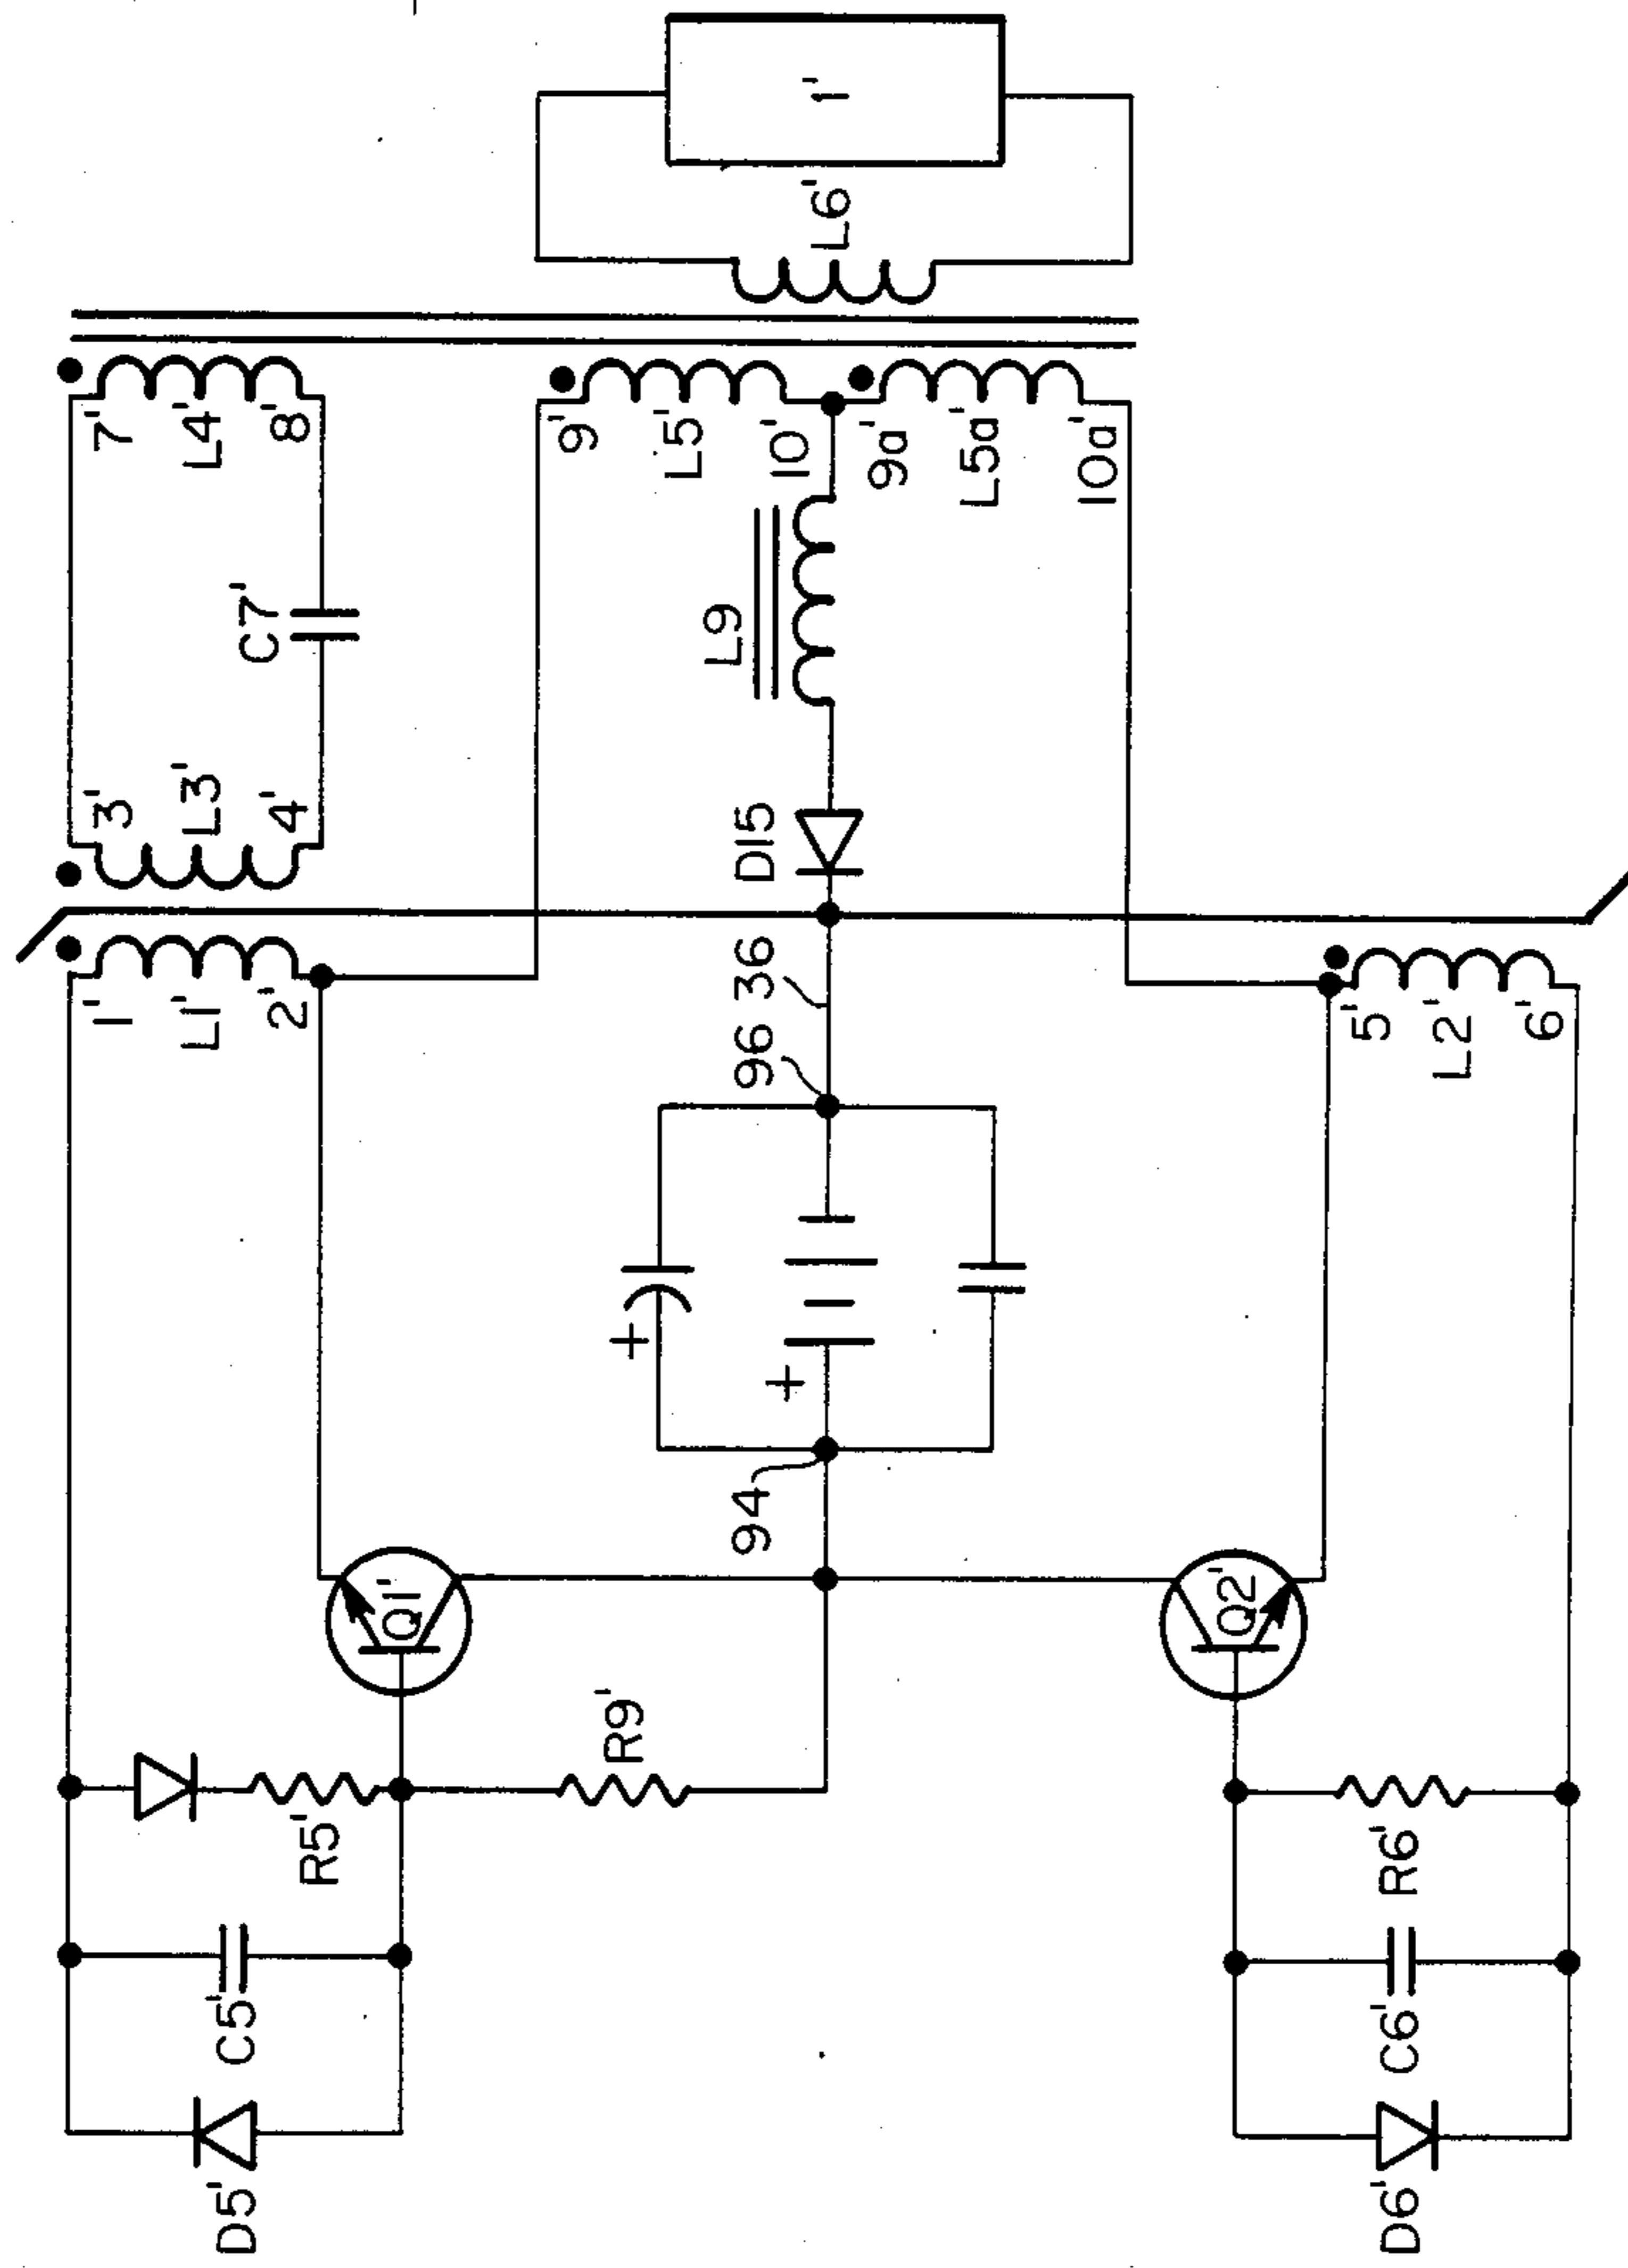 D5'
C5'
R5'
R9'
Q1'
1'
L1'
2'
3'
L3'
4'
C7'
7'
L4'
8'
94
+
+
96
36
D15
L9
9'
L5'
10'
9a'
L5a'
10a'
L6'
1'
D6'
C6'
R6'
Q2'
5'
L2'
6'